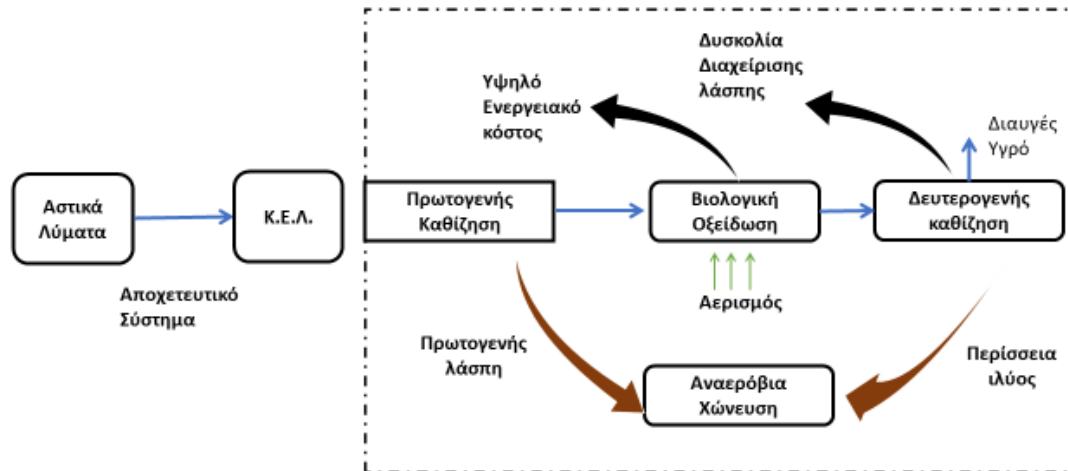 Αστικά
Λύματα
Αποχετευτικό
Σύστημα
Κ.Ε.Λ.
Πρωτογενής
Καθίζηση
Υψηλό
Ενεργειακό
κόστος
Βιολογική
Οξείδωση
Αερισμός
Δυσκολία
Διαχείρισης
λάσπης
Διαυγές
Υγρό
Δευτερογενής
καθίζηση
Πρωτογενής
λάσπη
Αναερόβια
Χώνευση
Περίσσεια
ιλύος